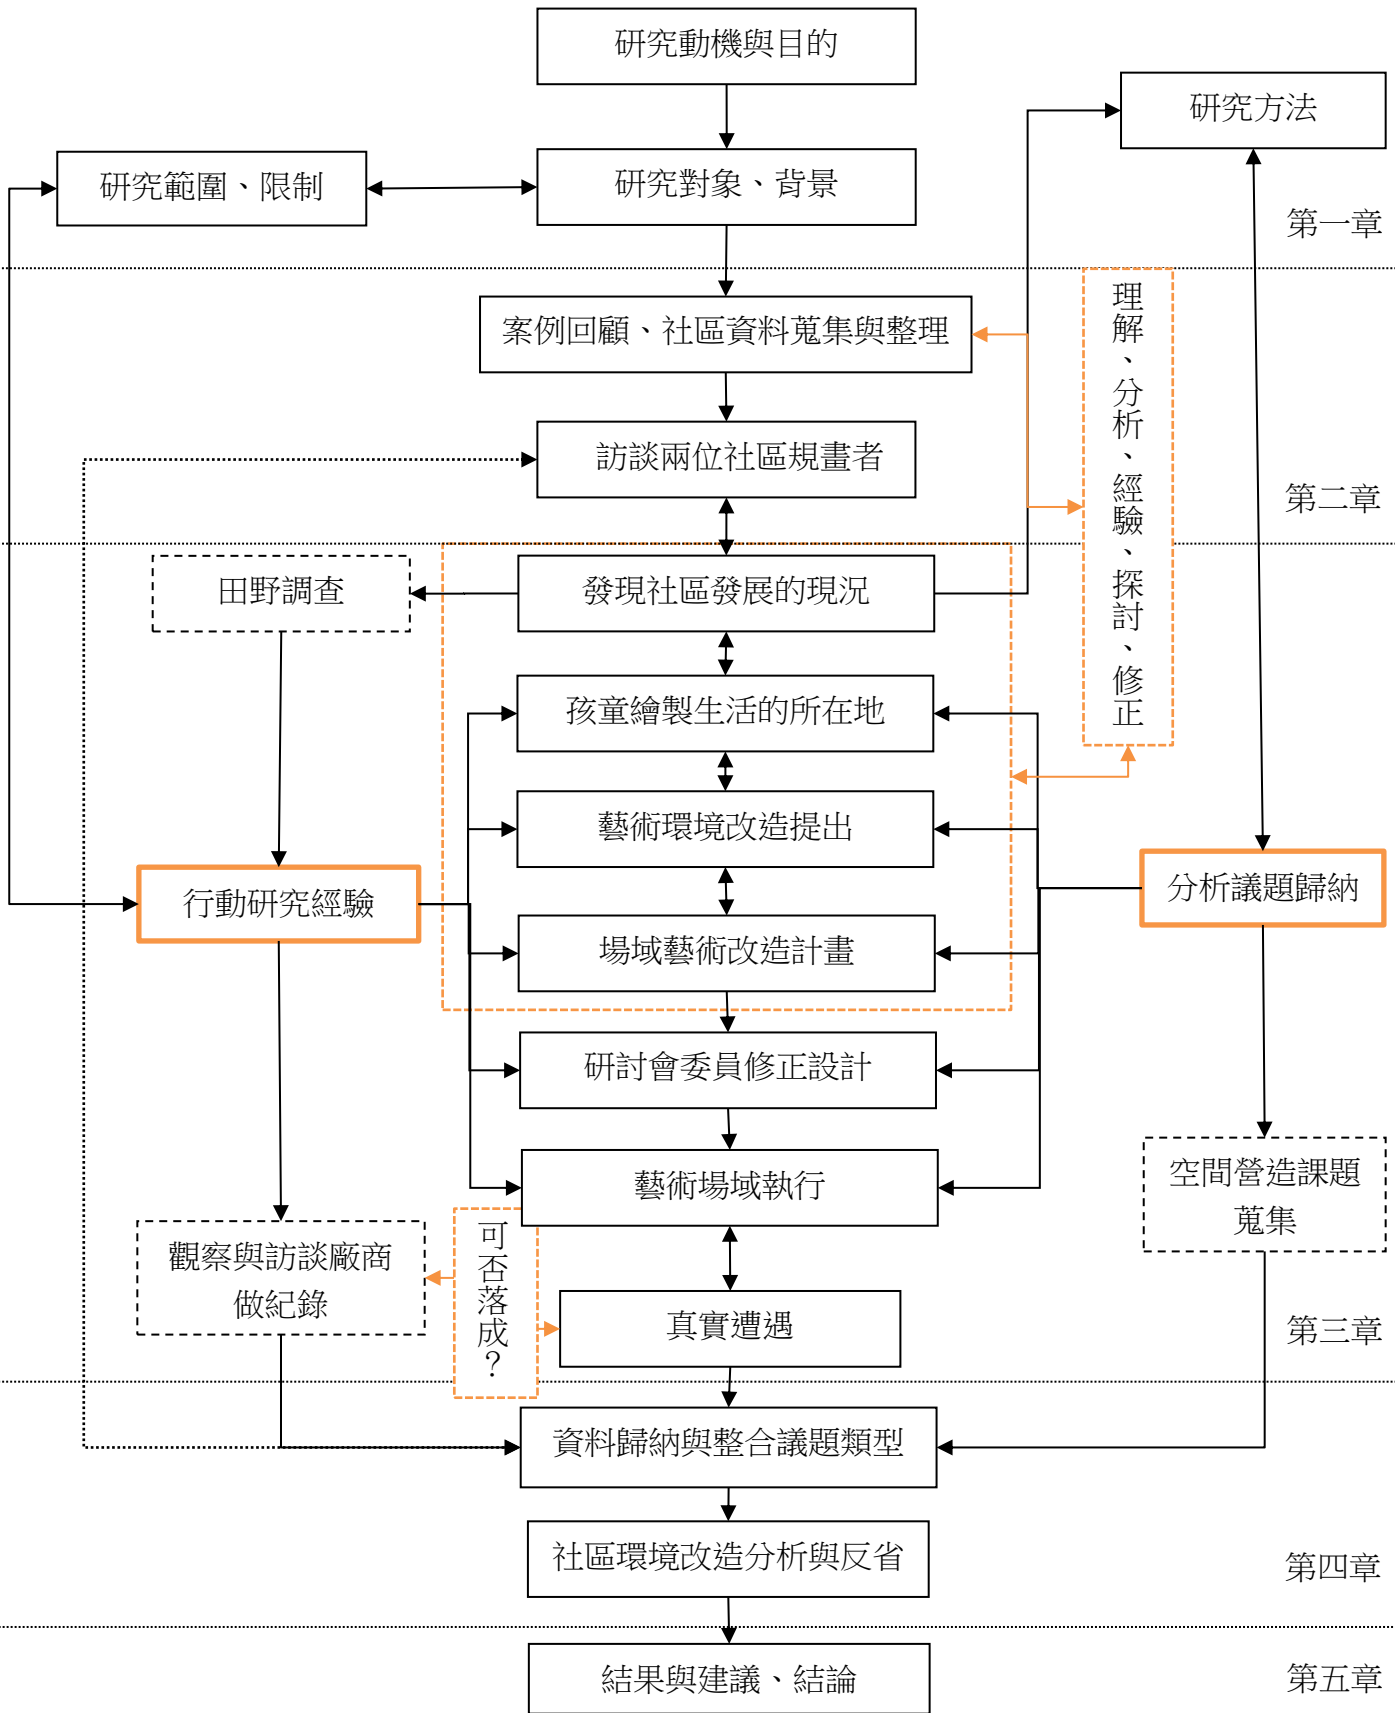 研究動機與目的
研究方法
研究範圍、限制
研究對象、背景
第一章
案例回顧、社區資料蒐集與整理
理解、分析、經驗、探討、修正
訪談兩位社區規畫者
第二章
田野調查
發現社區發展的現況
孩童繪製生活的所在地
藝術環境改造提出
行動研究經驗
分析議題歸納
場域藝術改造計畫
研討會委員修正設計
藝術場域執行
空間營造課題
蒐集
觀察與訪談廠商
做紀錄
可否落成？
真實遭遇
第三章
資料歸納與整合議題類型
社區環境改造分析與反省
第四章
結果與建議、結論
第五章